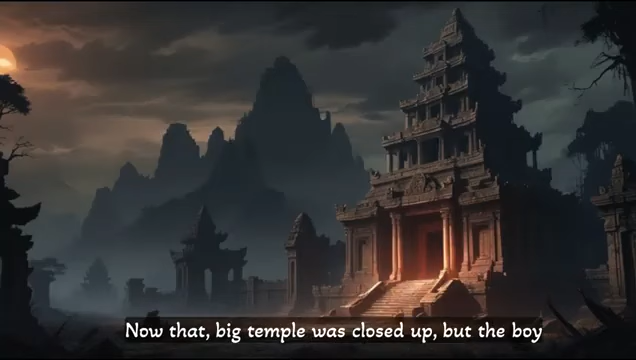 Now that, big temple was closed up, but the boy